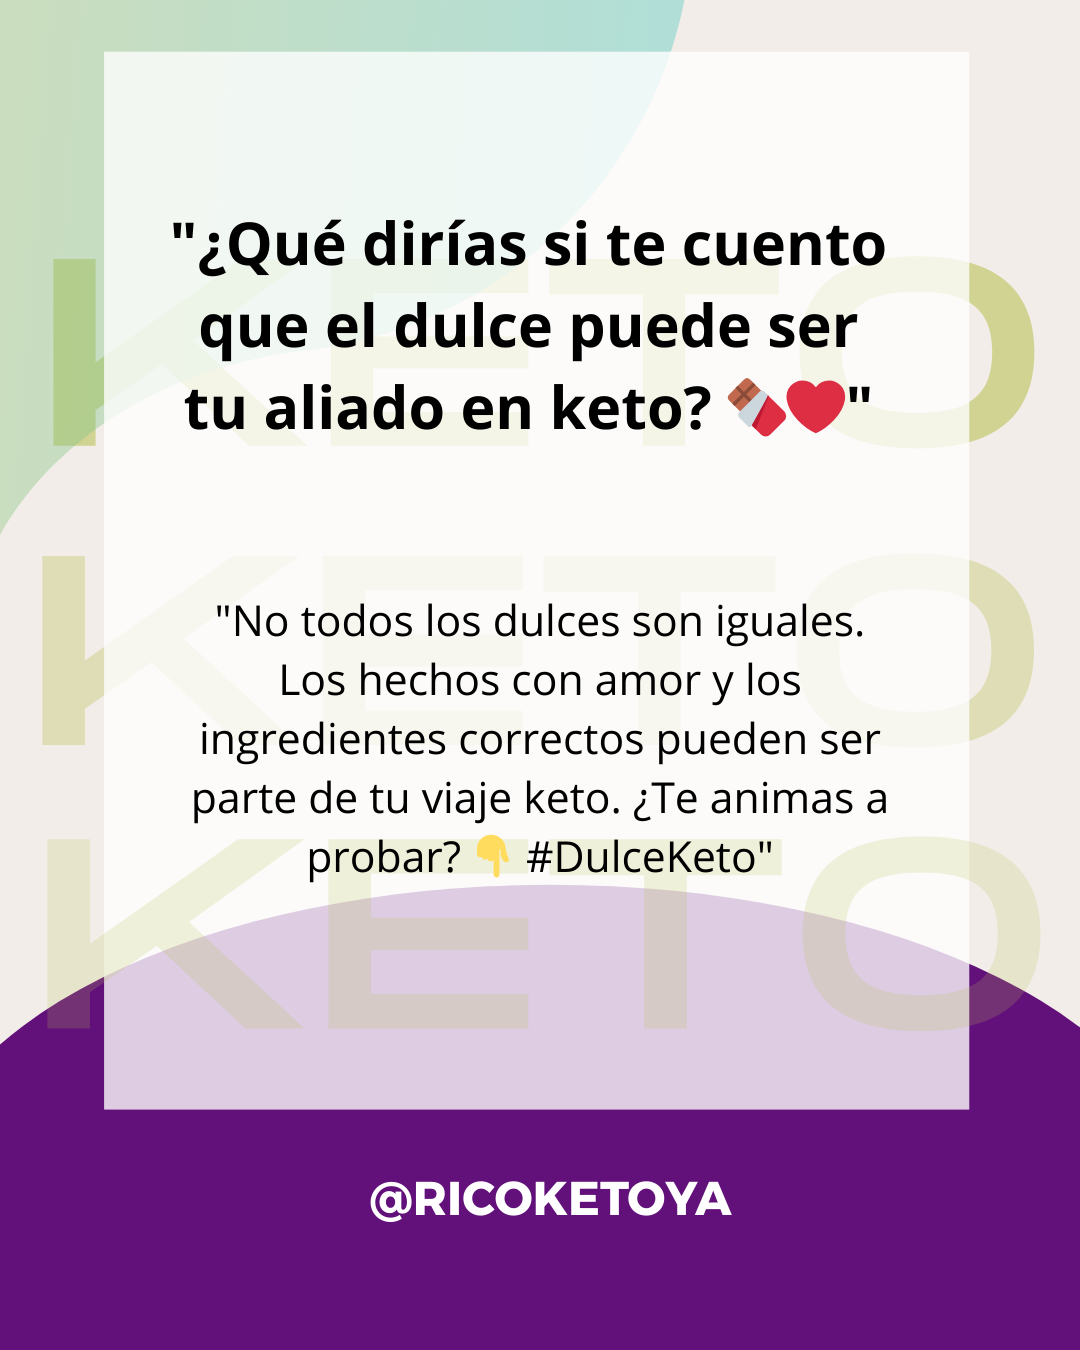 "¿Qué dirías si te cuento
que el dulce puede ser
tu aliado en keto? 🍫❤️"
KETO
KETO
"No todos los dulces son iguales.
Los hechos con amor y los
ingredientes correctos pueden ser
parte de tu viaje keto. ¿Te animas a
probar? 👇 #DulceKeto"
KETO
@RICOKETOYA